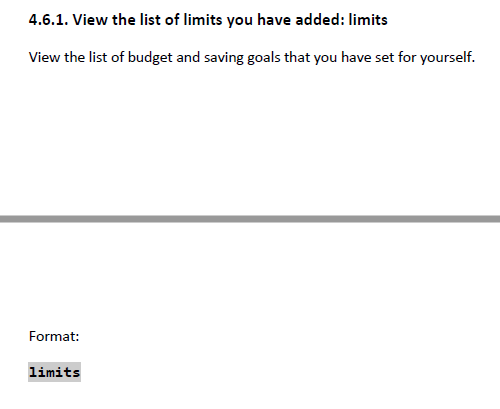 4.6.1. View the list of limits you have added: limits
View the list of budget and saving goals that you have set for yourself.
Format:
limits